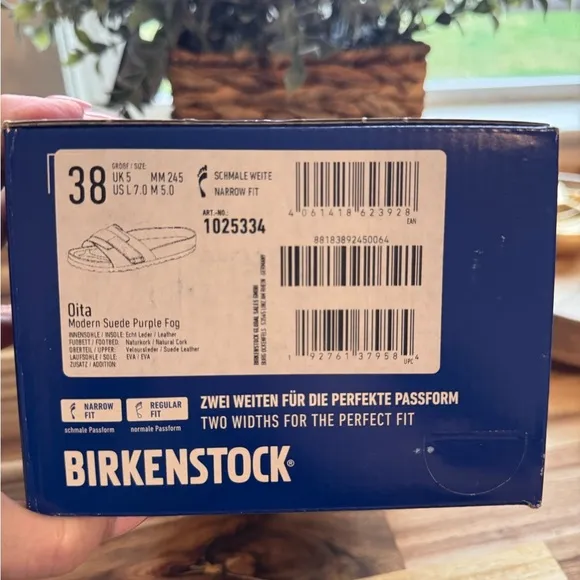 38
GRÖSSE / SIZE
UK 5 MM 245
US L 7.0 M 5.0
SCHMALE WEITE
NARROW FIT
ART.-NO.:
1025334
4 061418 623928
EAN
88183892450064
1 92761 37958 4
UPC
Oita
Modern Suede Purple Fog
INNENSOHLE / INSOLE: Echt Leder / Leather
FUSSBETT / FOOTBED: Naturkork / Natural Cork
OBERTEIL / UPPER: Veloursleder / Suede Leather
LAUFSOHLE / SOLE: EVA / EVA
ZUSATZ / ADDITION:
NARROW FIT
schmale Passform
REGULAR FIT
normale Passform
ZWEI WEITEN FÜR DIE PERFEKTE PASSFORM
TWO WIDTHS FOR THE PERFECT FIT
BIRKENSTOCK®